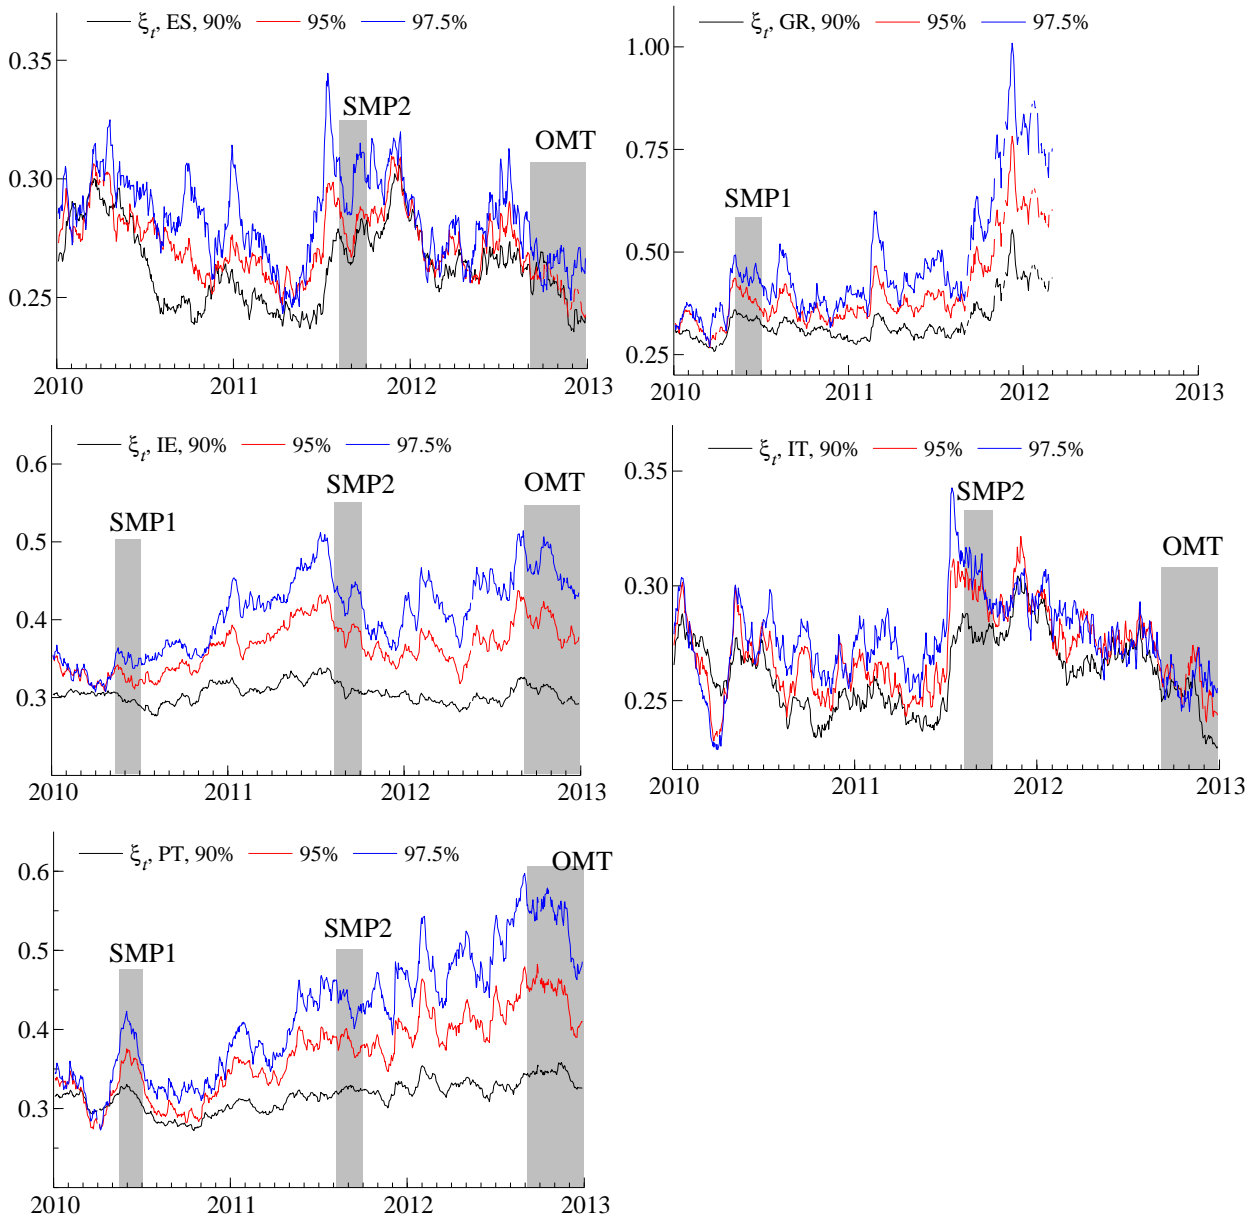 ξt, ES, 90% 95% 97.5%
0.35
0.30
0.25
SMP2
OMT
2010 2011 2012 2013
ξt, GR, 90% 95% 97.5%
1.00
0.75
0.50
0.25
SMP1
2010 2011 2012 2013
ξt, IE, 90% 95% 97.5%
0.6
0.5
0.4
0.3
SMP1
SMP2
OMT
2010 2011 2012 2013
ξt, IT, 90% 95% 97.5%
0.35
0.30
0.25
SMP2
OMT
2010 2011 2012 2013
ξt, PT, 90% 95% 97.5%
0.6
0.5
0.4
0.3
SMP1
SMP2
OMT
2010 2011 2012 2013